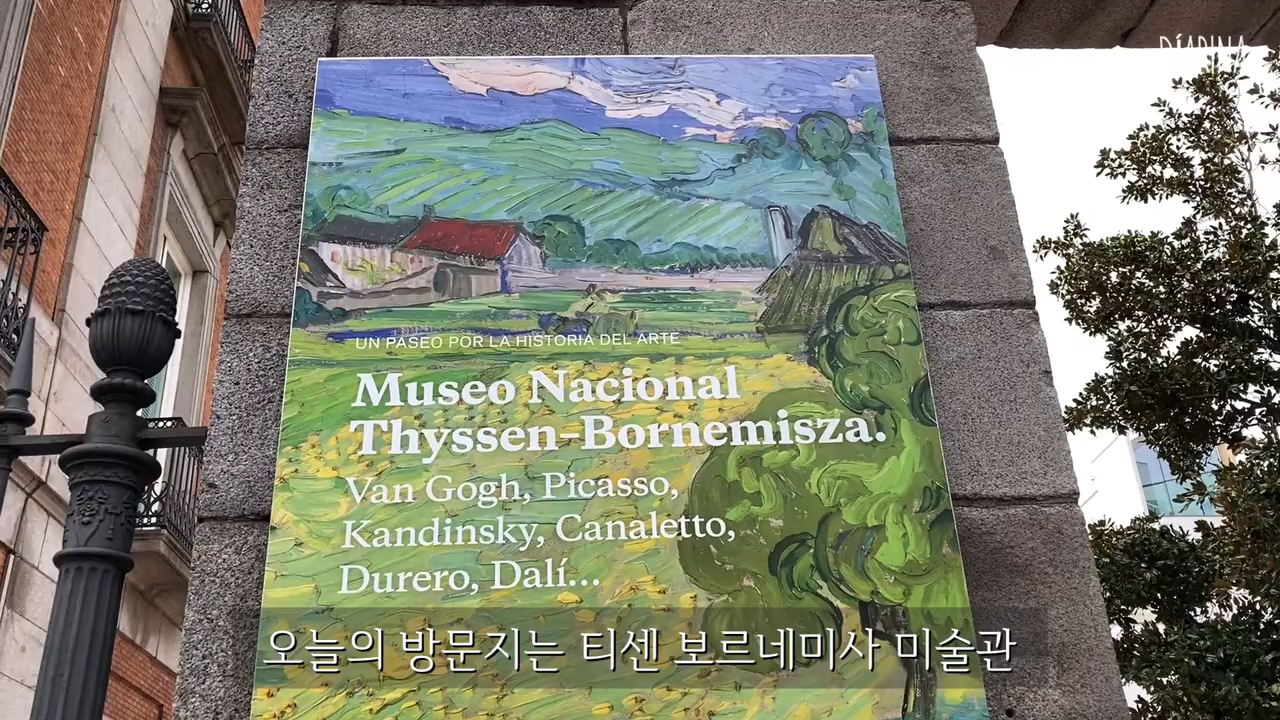 UN PASEO POR LA HISTORIA DEL ARTE
Museo Nacional
Thyssen-Bornemisza.
Van Gogh, Picasso,
Kandinsky, Canaletto,
Durero, Dalí...
오늘의 방문지는 티센 보르네미사 미술관